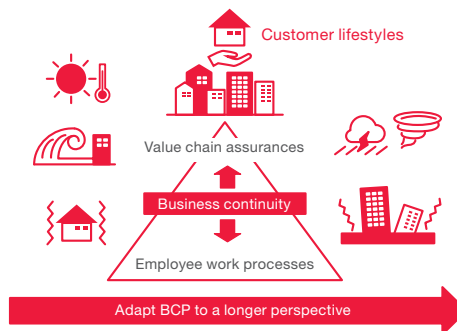 Customer lifestyles
Value chain assurances
Business continuity
Employee work processes
Adapt BCP to a longer perspective